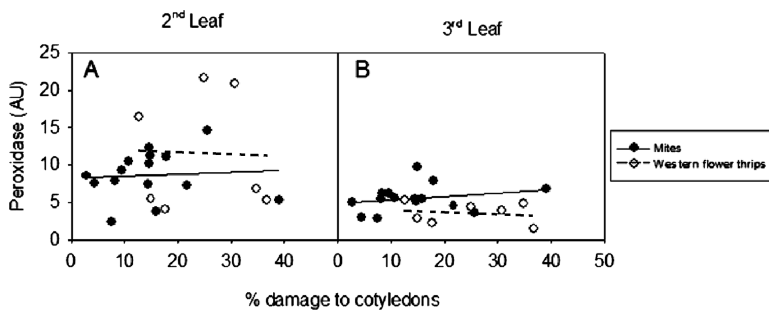 2nd Leaf
3rd Leaf
A
B
25
20
15
10
5
0
Peroxidase (AU)
0 10 20 30 40 0 10 20 30 40 50
% damage to cotyledons
Mites
Western flower thrips